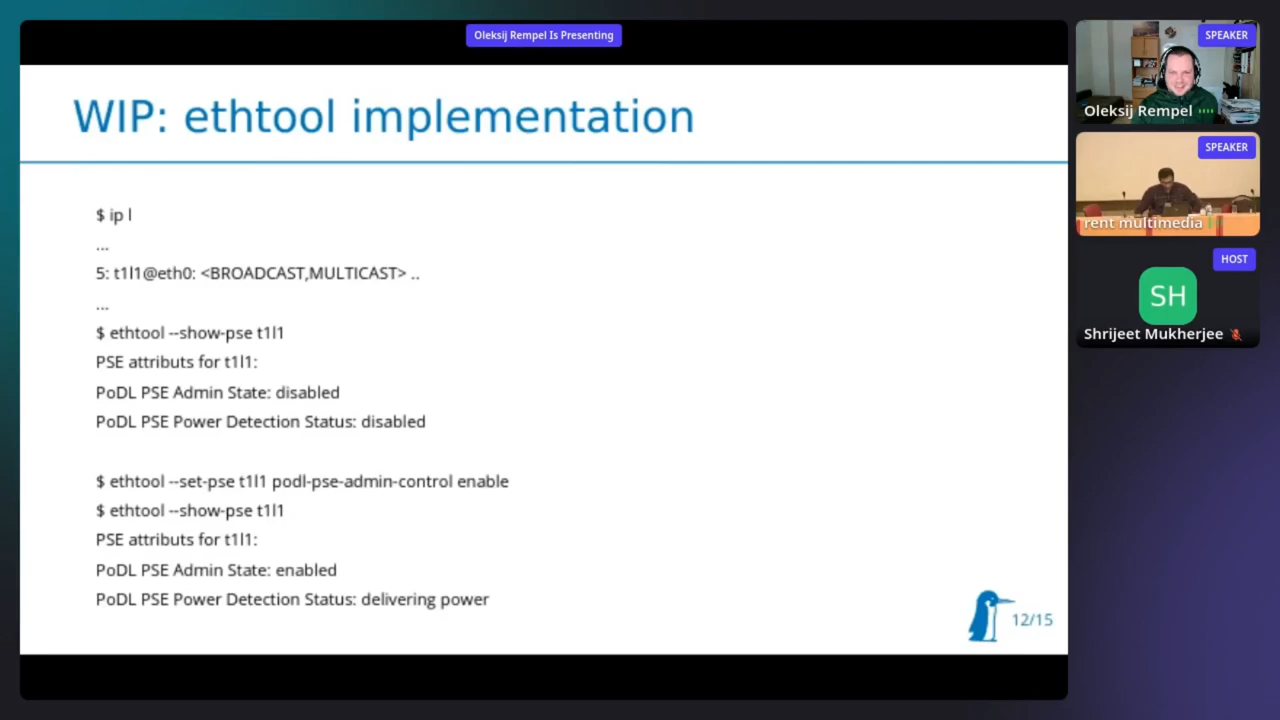 Oleksij Rempel Is Presenting
WIP: ethtool implementation
$ ip l
...
5: t1l1@eth0: <BROADCAST,MULTICAST> ..
...
$ ethtool --show-pse t1l1
PSE attributs for t1l1:
PoDL PSE Admin State: disabled
PoDL PSE Power Detection Status: disabled
$ ethtool --set-pse t1l1 podl-pse-admin-control enable
$ ethtool --show-pse t1l1
PSE attributs for t1l1:
PoDL PSE Admin State: enabled
PoDL PSE Power Detection Status: delivering power
12/15
SPEAKER
Oleksij Rempel
SPEAKER
rent multimedia
HOST
SH
Shrijeet Mukherjee